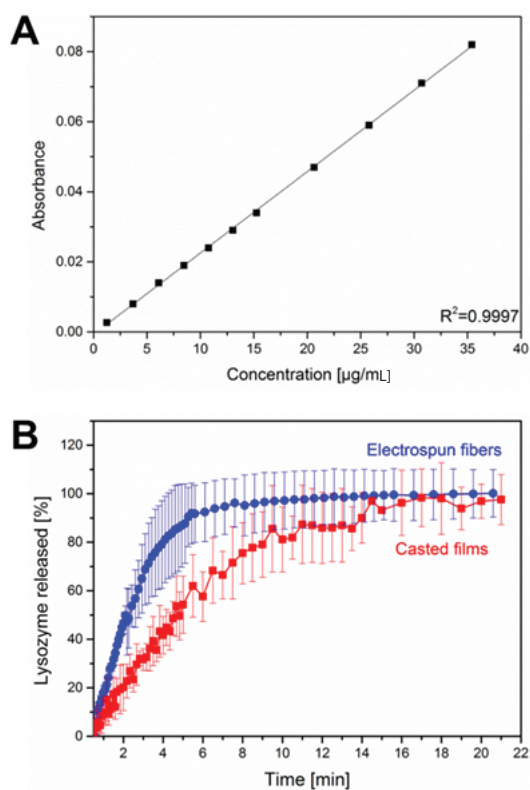 A
0.08
0.06
0.04
0.02
0.00
Absorbance
R²=0.9997
0 5 10 15 20 25 30 35 40
Concentration [µg/mL]
B
120
100
80
60
40
20
0
Lysozyme released [%]
Electrospun fibers
Casted films
2 4 6 8 10 12 14 16 18 20 22
Time [min]